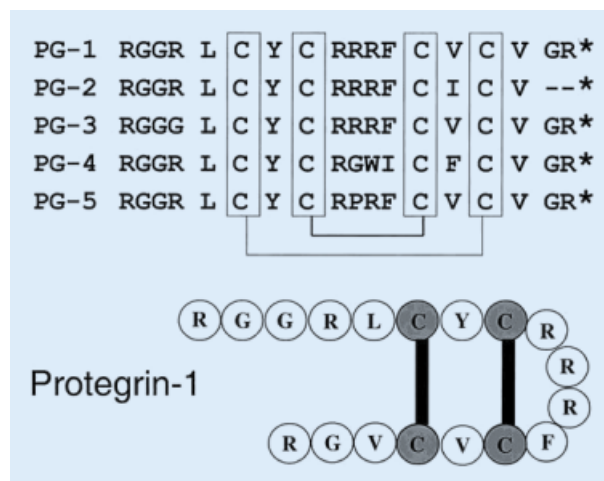 PG-1 RGGR L C Y C RRRF C V C V GR*
PG-2 RGGR L C Y C RRRF C I C V --*
PG-3 RGGG L C Y C RRRF C V C V GR*
PG-4 RGGR L C Y C RGWI C F C V GR*
PG-5 RGGR L C Y C RPRF C V C V GR*
R G G R L C Y C R
R
Protegrin-1
R
R G V C V C F